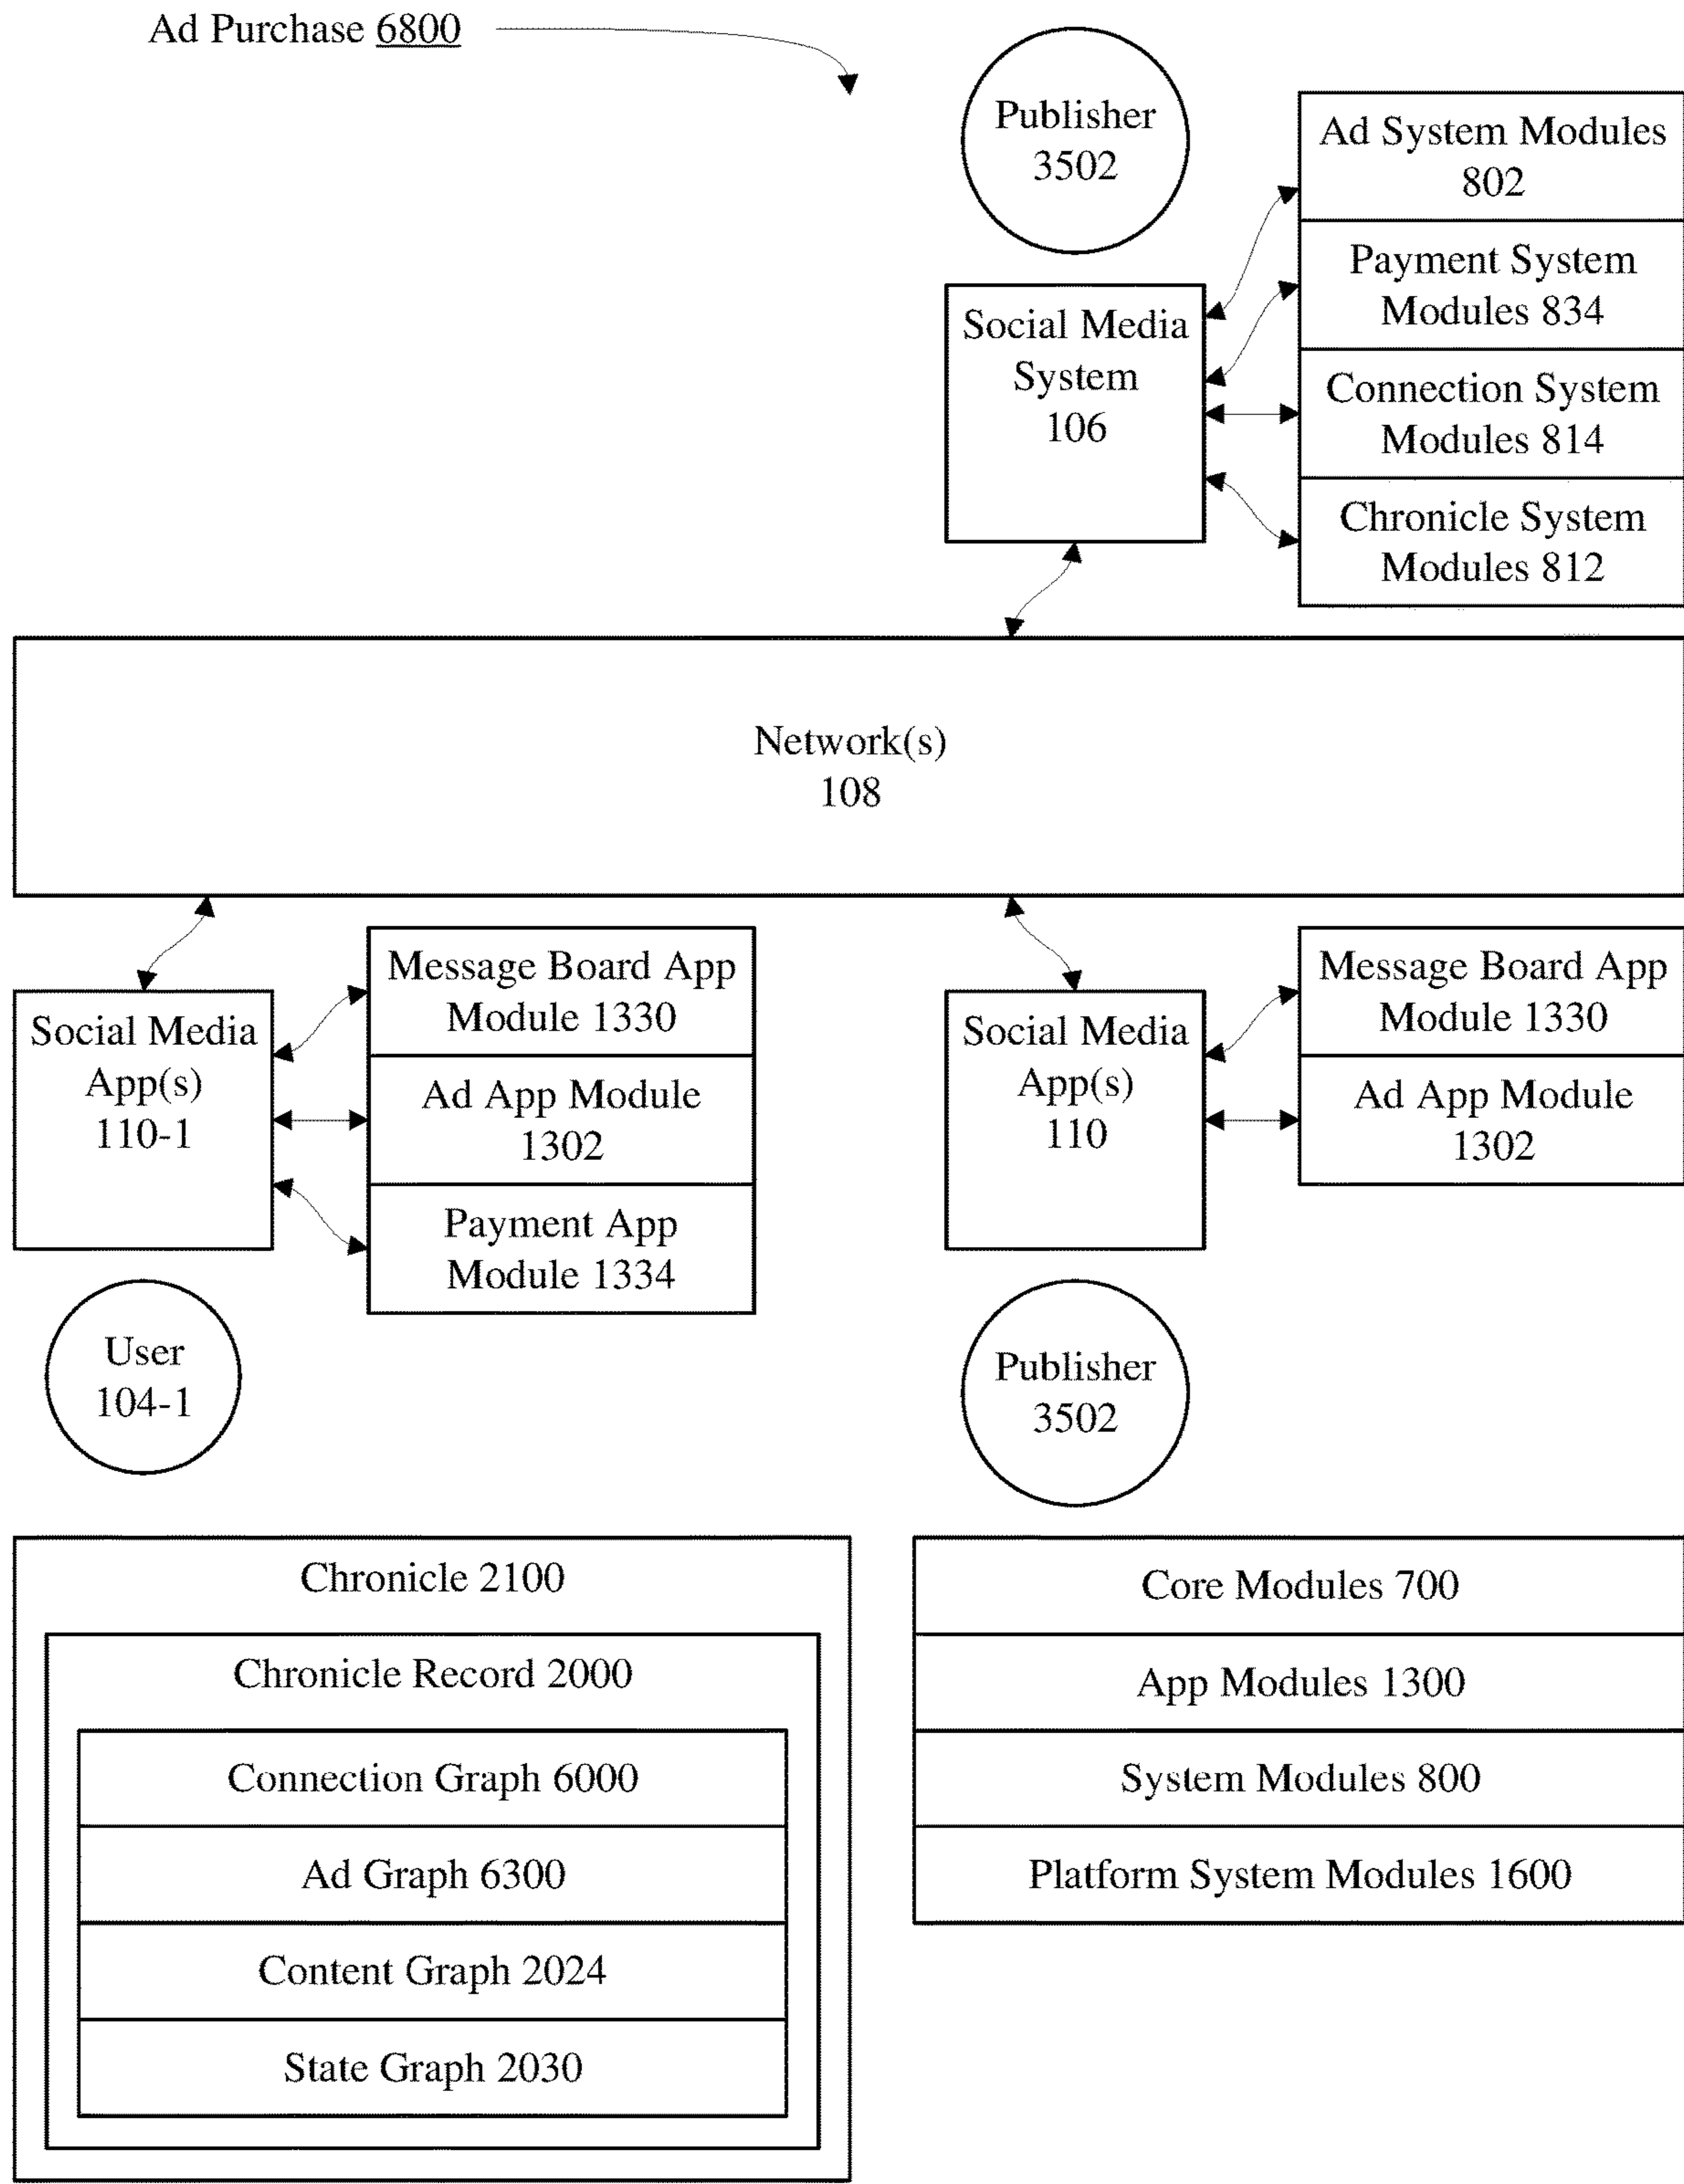 Ad Purchase 6800
Publisher
3502
Ad System Modules
802
Payment System
Modules 834
Connection System
Modules 814
Chronicle System
Modules 812
Social Media
System
106
Network(s)
108
Social Media
App(s)
110-1
Message Board App
Module 1330
Ad App Module
1302
Payment App
Module 1334
User
104-1
Social Media
App(s)
110
Message Board App
Module 1330
Ad App Module
1302
Publisher
3502
Chronicle 2100
Chronicle Record 2000
Connection Graph 6000
Ad Graph 6300
Content Graph 2024
State Graph 2030
Core Modules 700
App Modules 1300
System Modules 800
Platform System Modules 1600